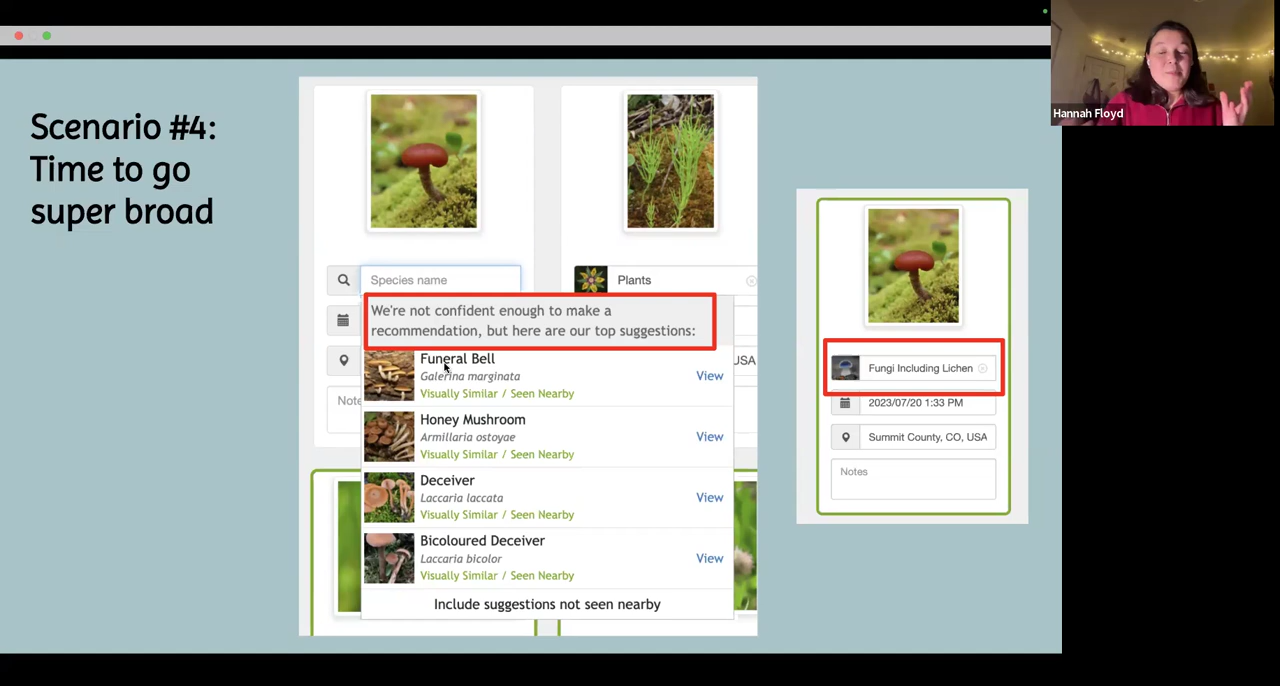 Hannah Floyd
Scenario #4:
Time to go
super broad
Species name
Plants
We're not confident enough to make a
recommendation, but here are our top suggestions:
USA
Note
Funeral Bell
Galerina marginata
Visually Similar / Seen Nearby
View
Honey Mushroom
Armillaria ostoyae
Visually Similar / Seen Nearby
View
Deceiver
Laccaria laccata
Visually Similar / Seen Nearby
View
Bicoloured Deceiver
Laccaria bicolor
Visually Similar / Seen Nearby
View
Include suggestions not seen nearby
Fungi Including Lichen
2023/07/20 1:33 PM
Summit County, CO, USA
Notes